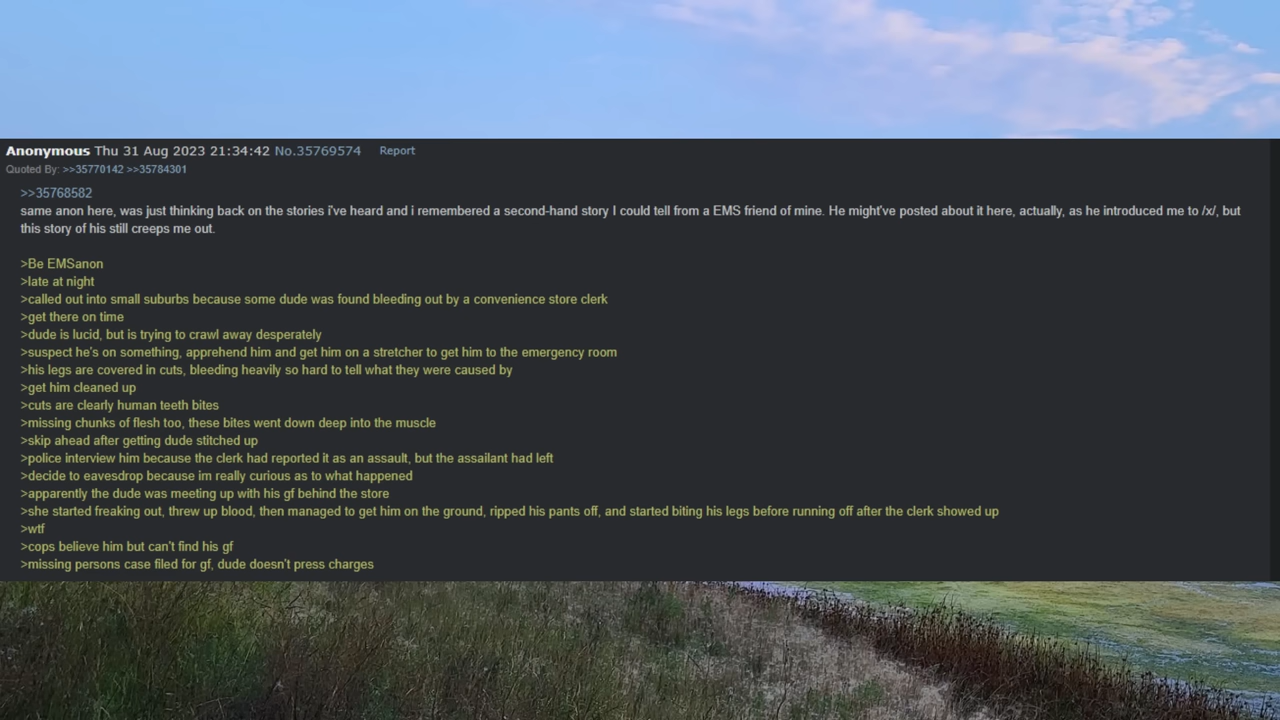 Anonymous Thu 31 Aug 2023 21:34:42 No.35769574 Report
Quoted By: >>35770142 >>35784301
>>35768582
same anon here, was just thinking back on the stories i've heard and i remembered a second-hand story I could tell from a EMS friend of mine. He might've posted about it here, actually, as he introduced me to /x/, but
this story of his still creeps me out.
>Be EMSanon
>late at night
>called out into small suburbs because some dude was found bleeding out by a convenience store clerk
>get there on time
>dude is lucid, but is trying to crawl away desperately
>suspect he's on something, apprehend him and get him on a stretcher to get him to the emergency room
>his legs are covered in cuts, bleeding heavily so hard to tell what they were caused by
>get him cleaned up
>cuts are clearly human teeth bites
>missing chunks of flesh too, these bites went down deep into the muscle
>skip ahead after getting dude stitched up
>police interview him because the clerk had reported it as an assault, but the assailant had left
>decide to eavesdrop because im really curious as to what happened
>apparently the dude was meeting up with his gf behind the store
>she started freaking out, threw up blood, then managed to get him on the ground, ripped his pants off, and started biting his legs before running off after the clerk showed up
>wtf
>cops believe him but can't find his gf
>missing persons case filed for gf, dude doesn't press charges